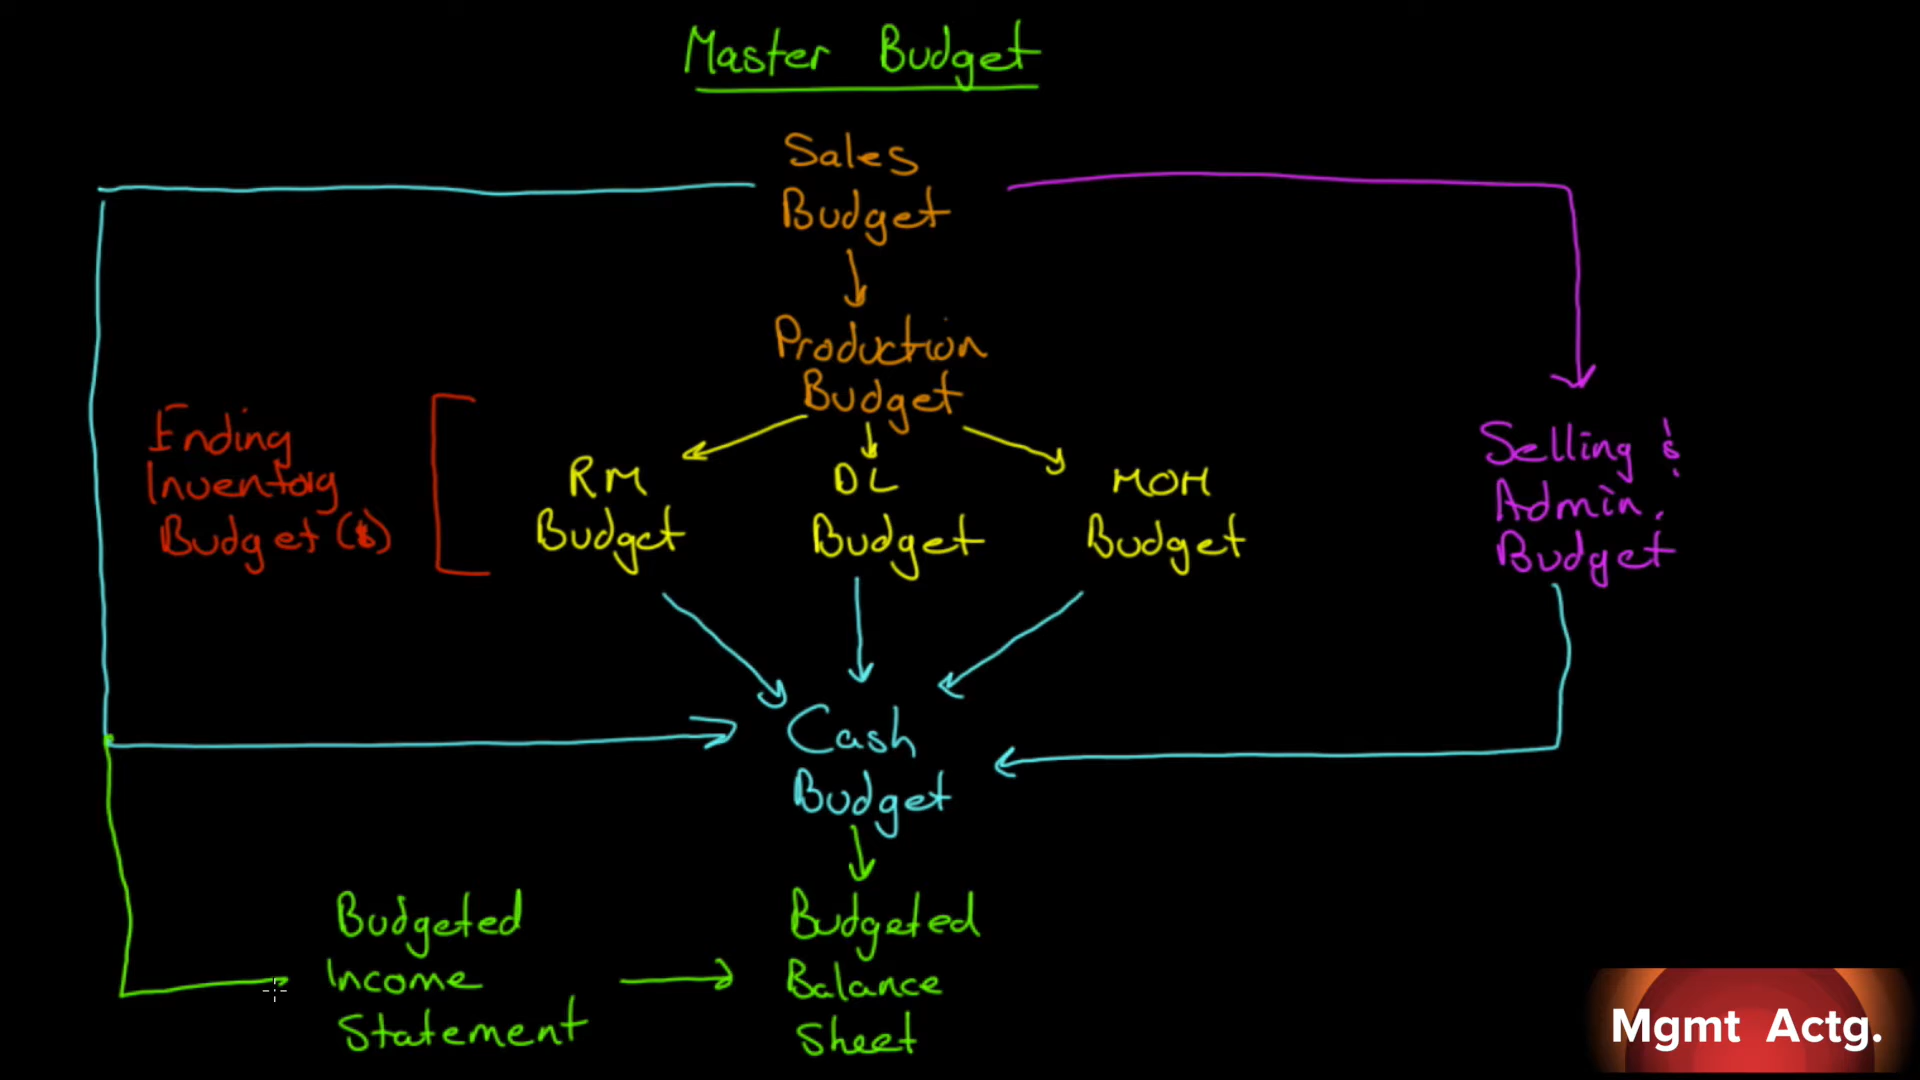 Master Budget
Sales
Budget
Production
Budget
Ending
Inventory
Budget (s)
RM
Budget
DL
Budget
MOH
Budget
Selling &
Admin.
Budget
Cash
Budget
Budgeted
Income
Statement
Budgeted
Balance
Sheet
Mgmt Actg.